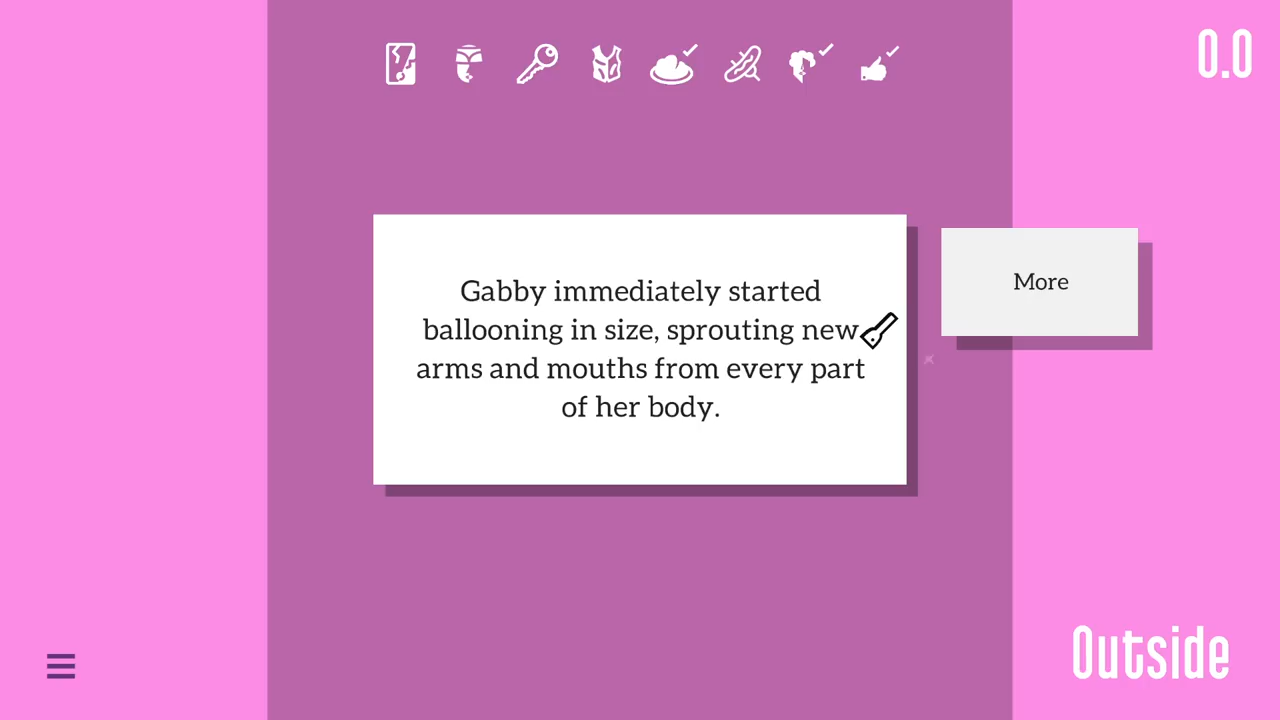 0.0
Gabby immediately started
ballooning in size, sprouting new
arms and mouths from every part
of her body.
More
Outside